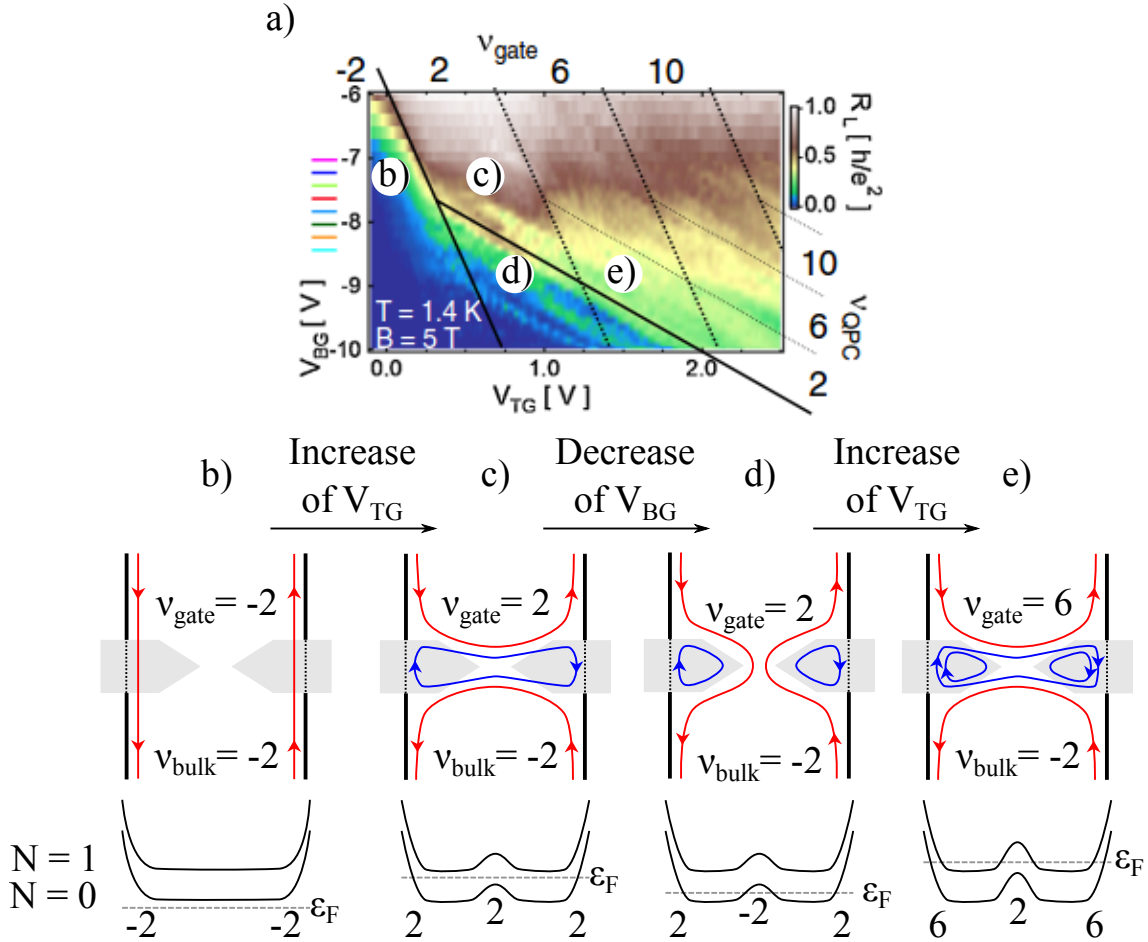 a)
ν_gate
-2 2 6 10
-6
-7
-8
-9
-10
V_BG [V]
b)
c)
d)
e)
T = 1.4 K
B = 5 T
0.0 1.0 2.0
V_TG [ V ]
1.0
0.5
0.0
R_L [ h/e²]
10
6
2
ν_QPC
b) Increase of V_TG c) Decrease of V_BG d) Increase of V_TG e)
ν_gate = -2
ν_bulk = -2
ν_gate = 2
ν_bulk = -2
ν_gate = 2
ν_bulk = -2
ν_gate = 6
ν_bulk = -2
N = 1
N = 0
-2 -2 ε_F
2 2 2 ε_F
2 -2 2 ε_F
6 2 6 ε_F